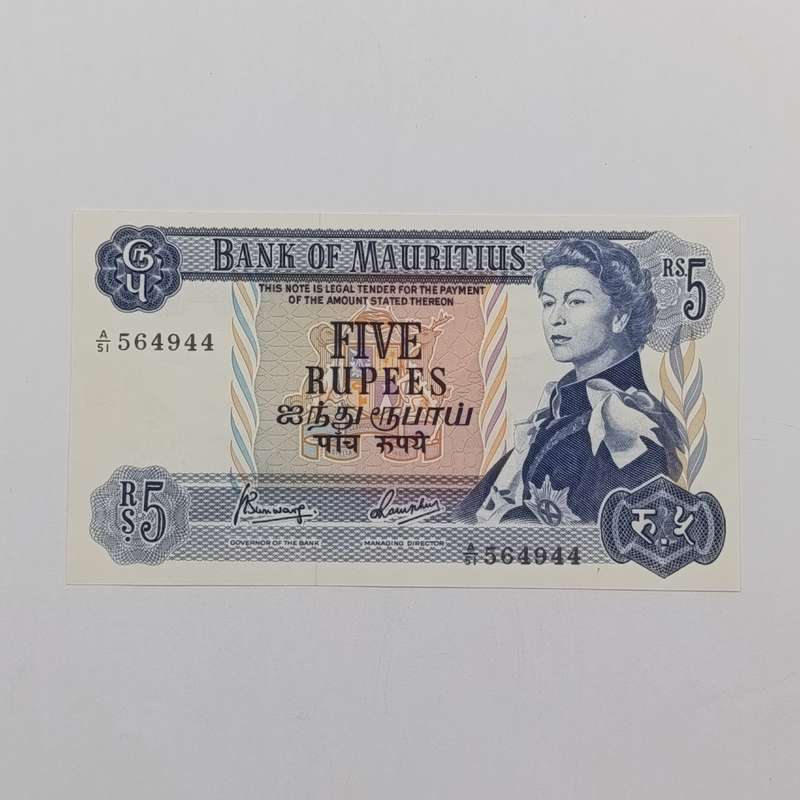 BANK OF MAURITIUS
THIS NOTE IS LEGAL TENDER FOR THE PAYMENT
OF THE AMOUNT STATED THEREON
RS. 5
A/51 564944
FIVE
RUPEES
ஐந்து ரூபாய்
पाँच रुपये
RS. 5
GOVERNOR OF THE BANK
MANAGING DIRECTOR
A/51 564944
रु. ५